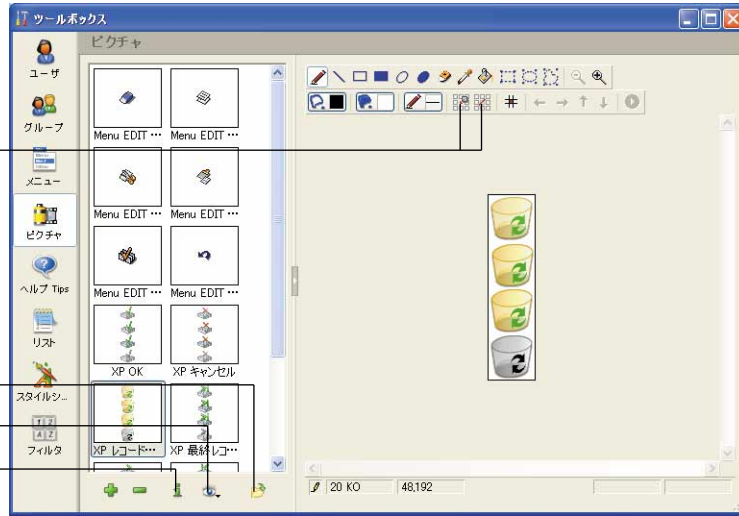 ツールボックス
ピクチャ
ユーザ
グループ
メニュー
ピクチャ
ヘルプ Tips
リスト
スタイルシ...
フィルタ
Menu EDIT ...
Menu EDIT ...
Menu EDIT ...
Menu EDIT ...
Menu EDIT ...
Menu EDIT ...
XP OK
XP キャンセル
XP レコード...
XP 最終レコ...
20 KO
48,192